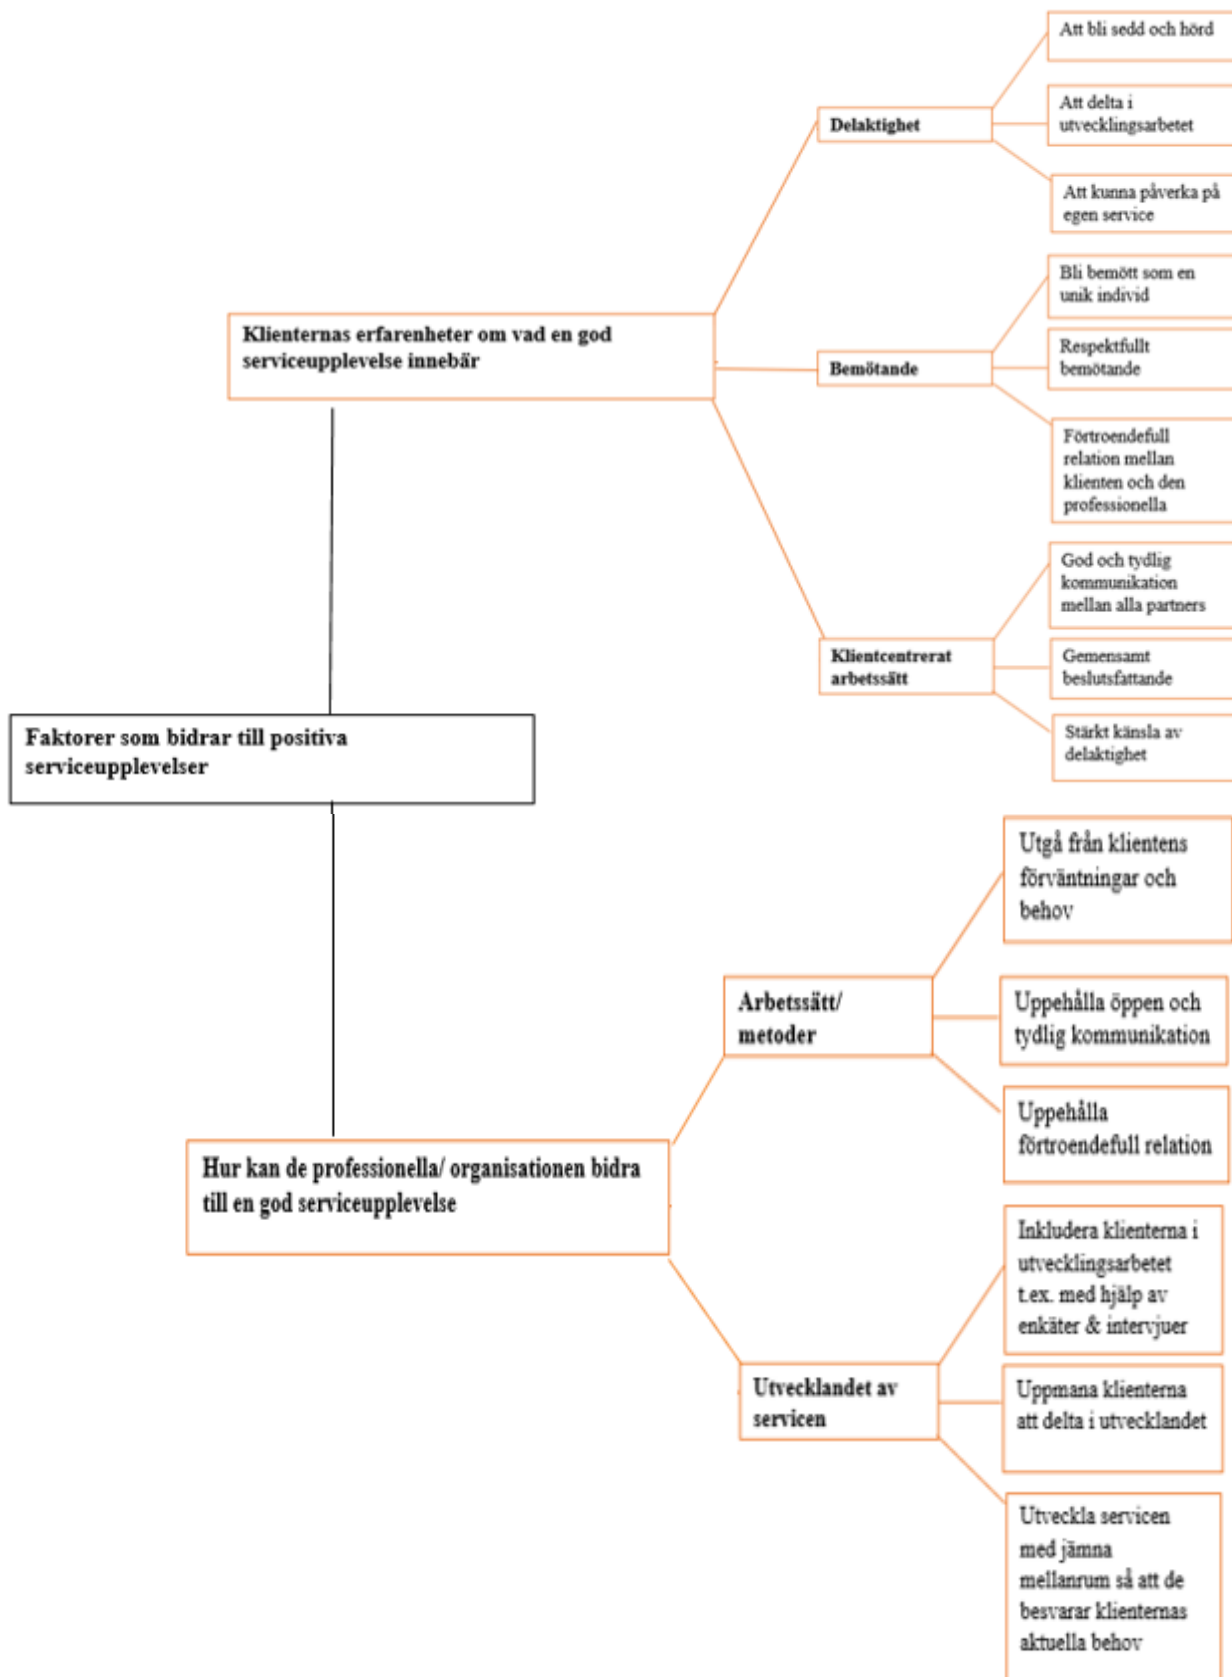 Att bli sedd och hörd
Delaktighet
Att delta i
utvecklingsarbetet
Att kunna påverka på
egen service
Klienternas erfarenheter om vad en god
serviceupplevelse innebär
Bemötande
Bli bemött som en
unik individ
Respektfullt
bemötande
Förtroendefull
relation mellan
klienten och den
professionella
Klientcentrerat
arbetssätt
God och tydlig
kommunikation
mellan alla partners
Gemensamt
beslutsfattande
Stärkt känsla av
delaktighet
Faktorer som bidrar till positiva
serviceupplevelser
Hur kan de professionella/ organisationen bidra
till en god serviceupplevelse
Arbetssätt/
metoder
Utgå från klientens
förväntningar och
behov
Uppehålla öppen och
tydlig kommunikation
Uppehålla
förtroendefull relation
Utvecklandet av
servicen
Inkludera klienterna i
utvecklingsarbetet
t.ex. med hjälp av
enkäter & intervjuer
Uppmana klienterna
att delta i utvecklandet
Utveckla servicen
med jämna
mellanrum så att de
besvarar klienternas
aktuella behov